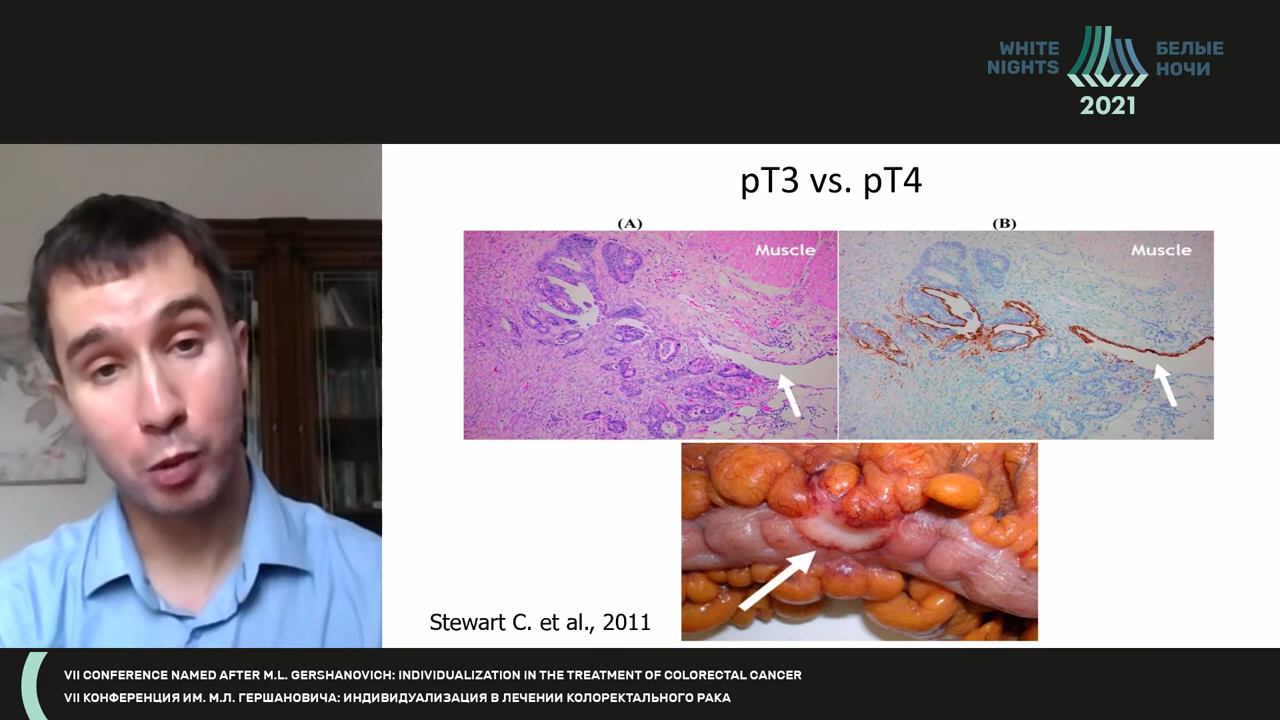 WHITE
NIGHTS
БЕЛЫЕ
НОЧИ
2021
pT3 vs. pT4
(A)
(B)
Muscle
Muscle
Stewart C. et al., 2011
VII CONFERENCE NAMED AFTER M.L. GERSHANOVICH: INDIVIDUALIZATION IN THE TREATMENT OF COLORECTAL CANCER
VII КОНФЕРЕНЦИЯ ИМ. М.Л. ГЕРШАНОВИЧА: ИНДИВИДУАЛИЗАЦИЯ В ЛЕЧЕНИИ КОЛОРЕКТАЛЬНОГО РАКА